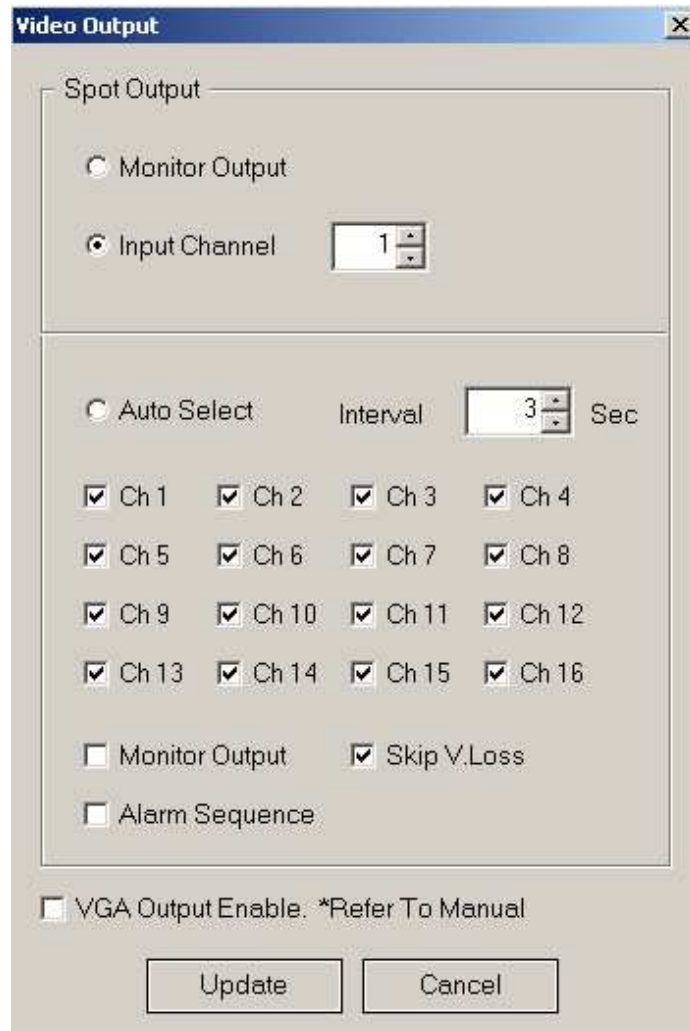 Video Output
Spot Output
Monitor Output
Input Channel 1
Auto Select Interval 3 Sec
Ch 1 Ch 2 Ch 3 Ch 4
Ch 5 Ch 6 Ch 7 Ch 8
Ch 9 Ch 10 Ch 11 Ch 12
Ch 13 Ch 14 Ch 15 Ch 16
Monitor Output Skip V.Loss
Alarm Sequence
VGA Output Enable. *Refer To Manual
Update Cancel